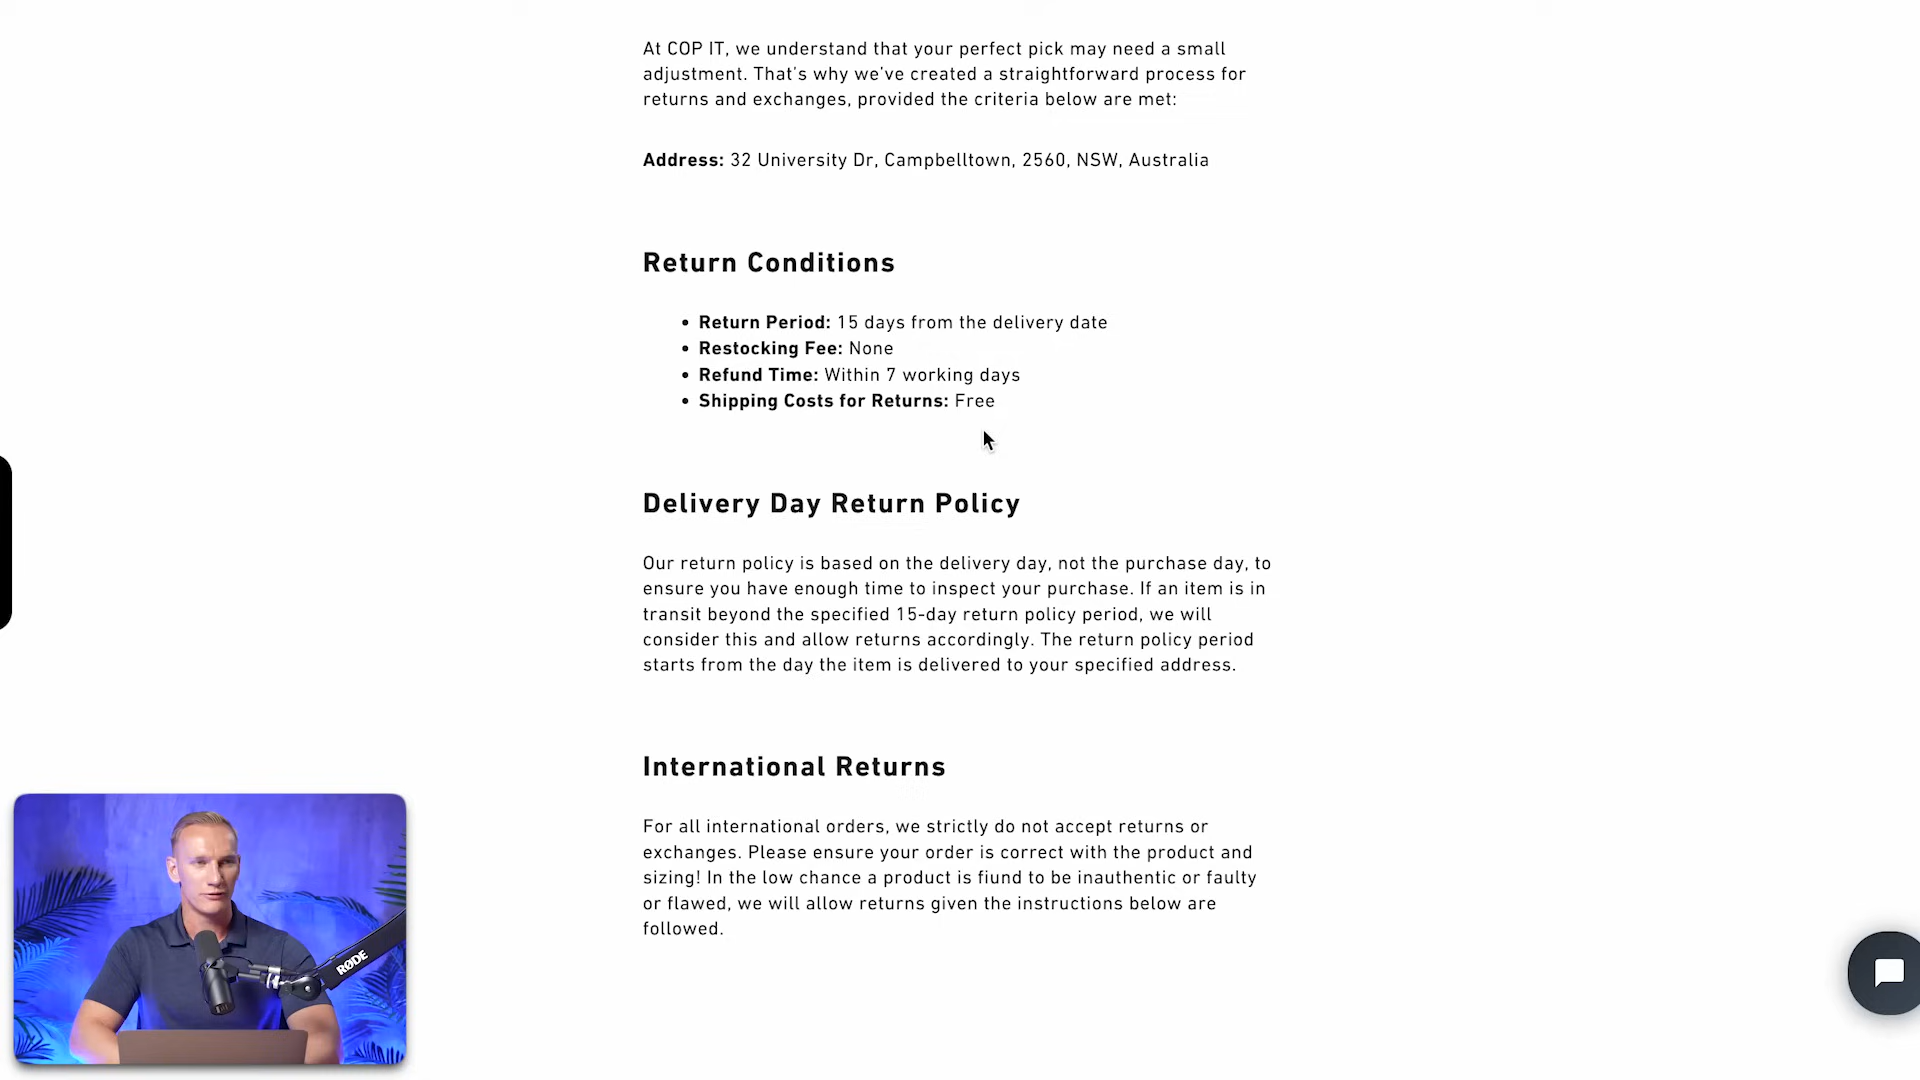 At COP IT, we understand that your perfect pick may need a small
adjustment. That's why we've created a straightforward process for
returns and exchanges, provided the criteria below are met:
Address: 32 University Dr, Campbelltown, 2560, NSW, Australia
Return Conditions
• Return Period: 15 days from the delivery date
• Restocking Fee: None
• Refund Time: Within 7 working days
• Shipping Costs for Returns: Free
Delivery Day Return Policy
Our return policy is based on the delivery day, not the purchase day, to
ensure you have enough time to inspect your purchase. If an item is in
transit beyond the specified 15-day return policy period, we will
consider this and allow returns accordingly. The return policy period
starts from the day the item is delivered to your specified address.
International Returns
For all international orders, we strictly do not accept returns or
exchanges. Please ensure your order is correct with the product and
sizing! In the low chance a product is fiund to be inauthentic or faulty
or flawed, we will allow returns given the instructions below are
followed.
RØDE